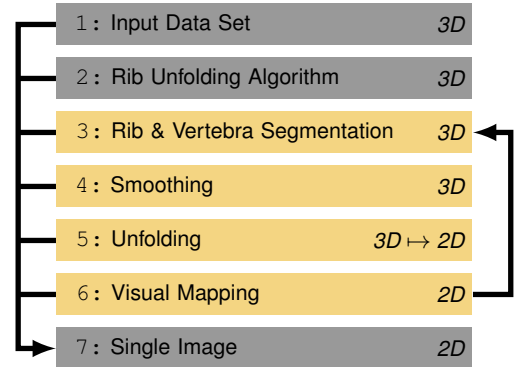 1: Input Data Set 3D
2: Rib Unfolding Algorithm 3D
3: Rib & Vertebra Segmentation 3D
4: Smoothing 3D
5: Unfolding 3D ↦ 2D
6: Visual Mapping 2D
7: Single Image 2D